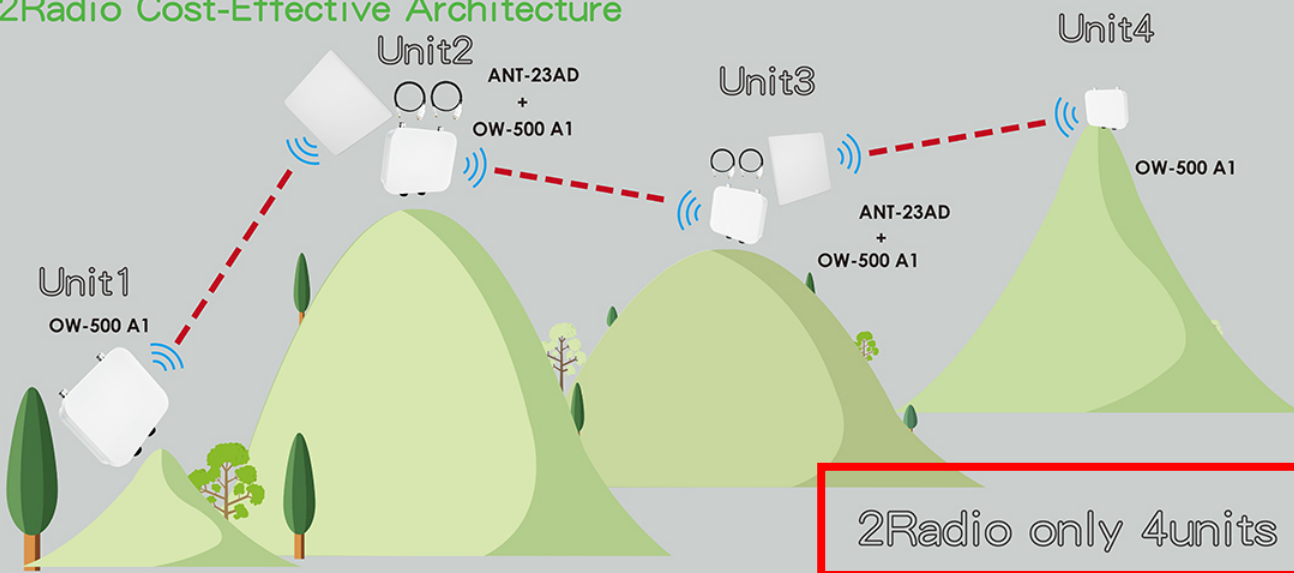 2Radio Cost-Effective Architecture
Unit1
OW-500 A1
Unit2
ANT-23AD
+
OW-500 A1
Unit3
ANT-23AD
+
OW-500 A1
Unit4
OW-500 A1
2Radio only 4units